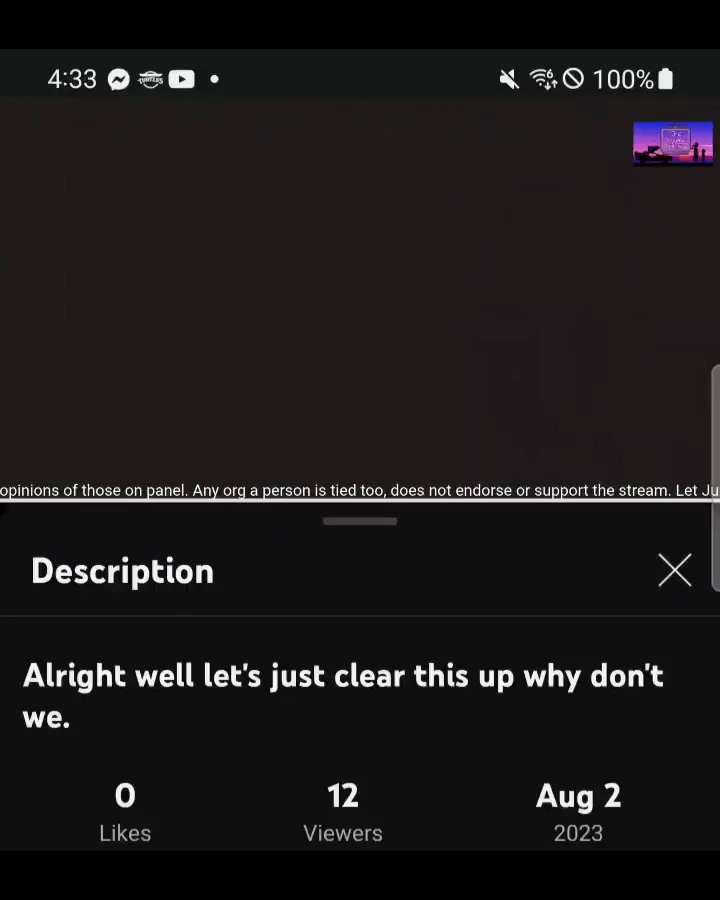 4:33
100%
opinions of those on panel. Any org a person is tied too, does not endorse or support the stream. Let Ju
Description
Alright well let's just clear this up why don't
we.
0 12 Aug 2
Likes Viewers 2023